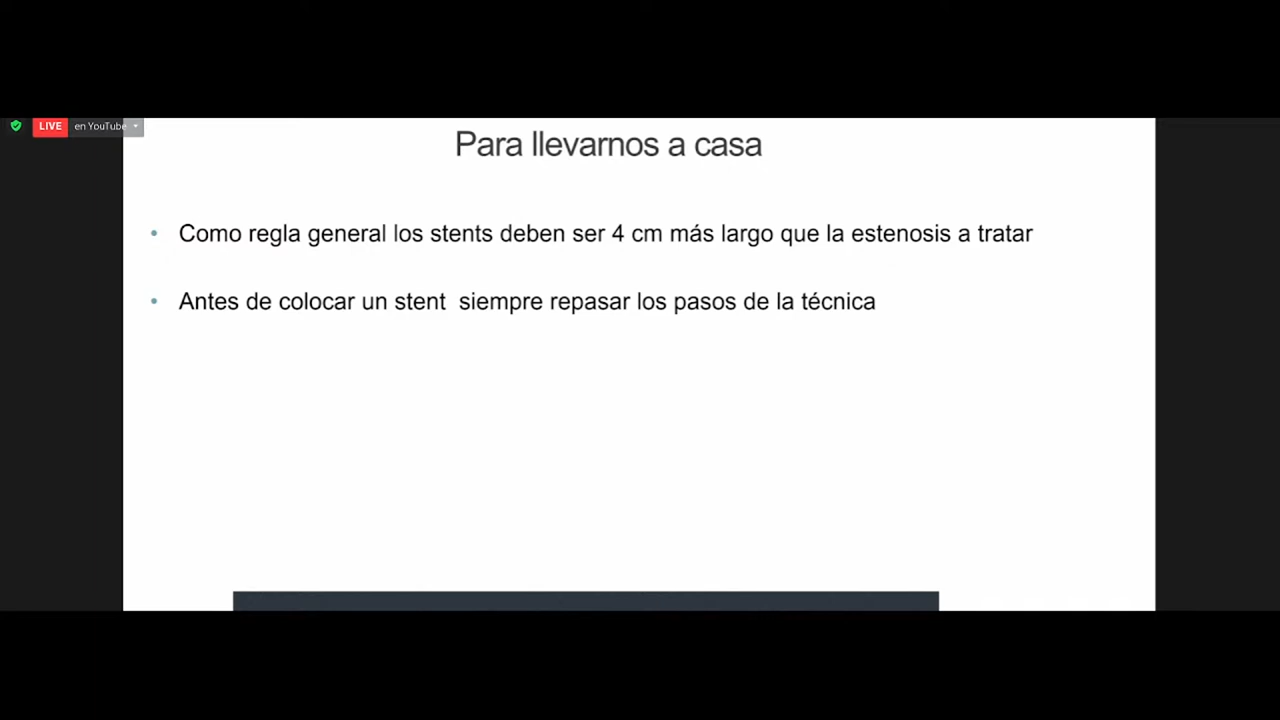 LIVE en YouTube
Para llevarnos a casa
• Como regla general los stents deben ser 4 cm más largo que la estenosis a tratar
• Antes de colocar un stent  siempre repasar los pasos de la técnica